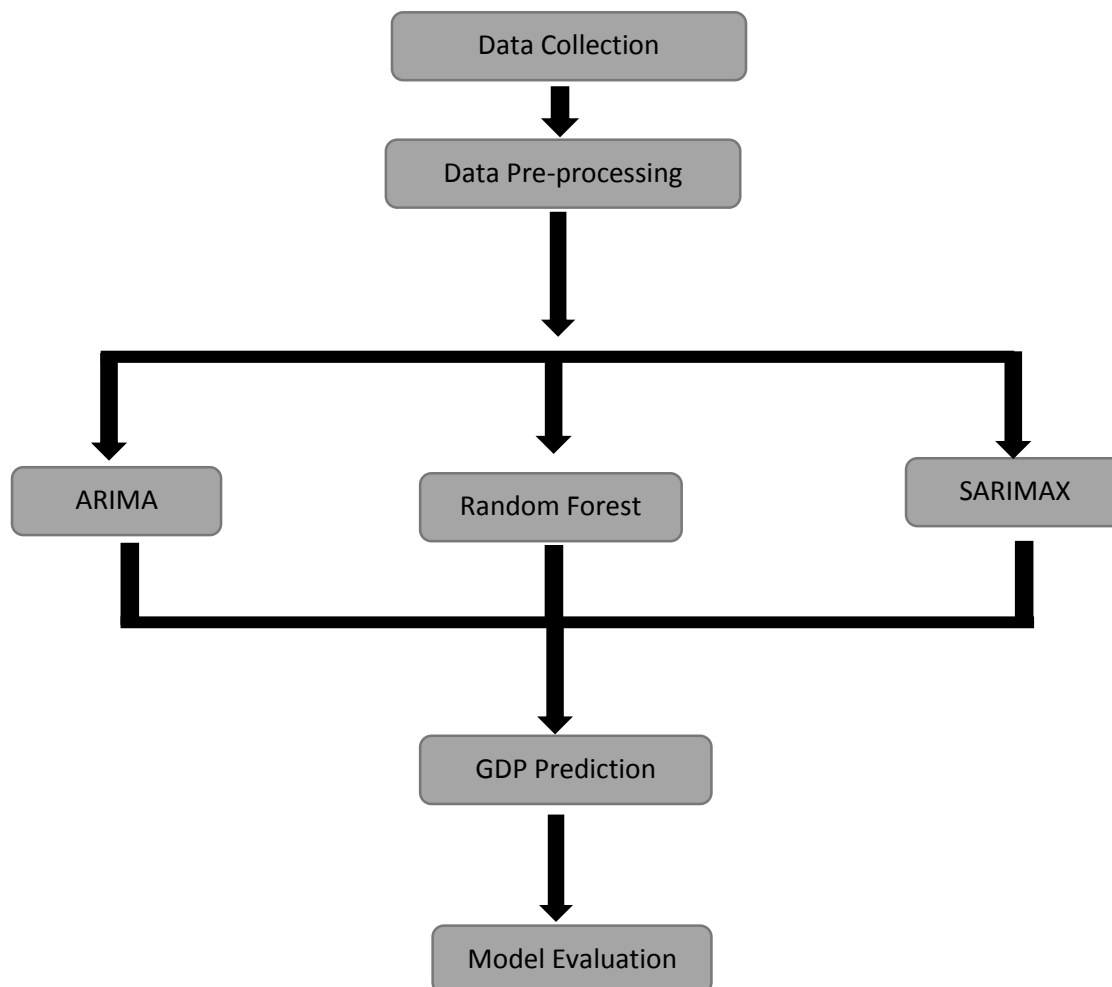 Data Collection
Data Pre-processing
ARIMA
Random Forest
SARIMAX
GDP Prediction
Model Evaluation